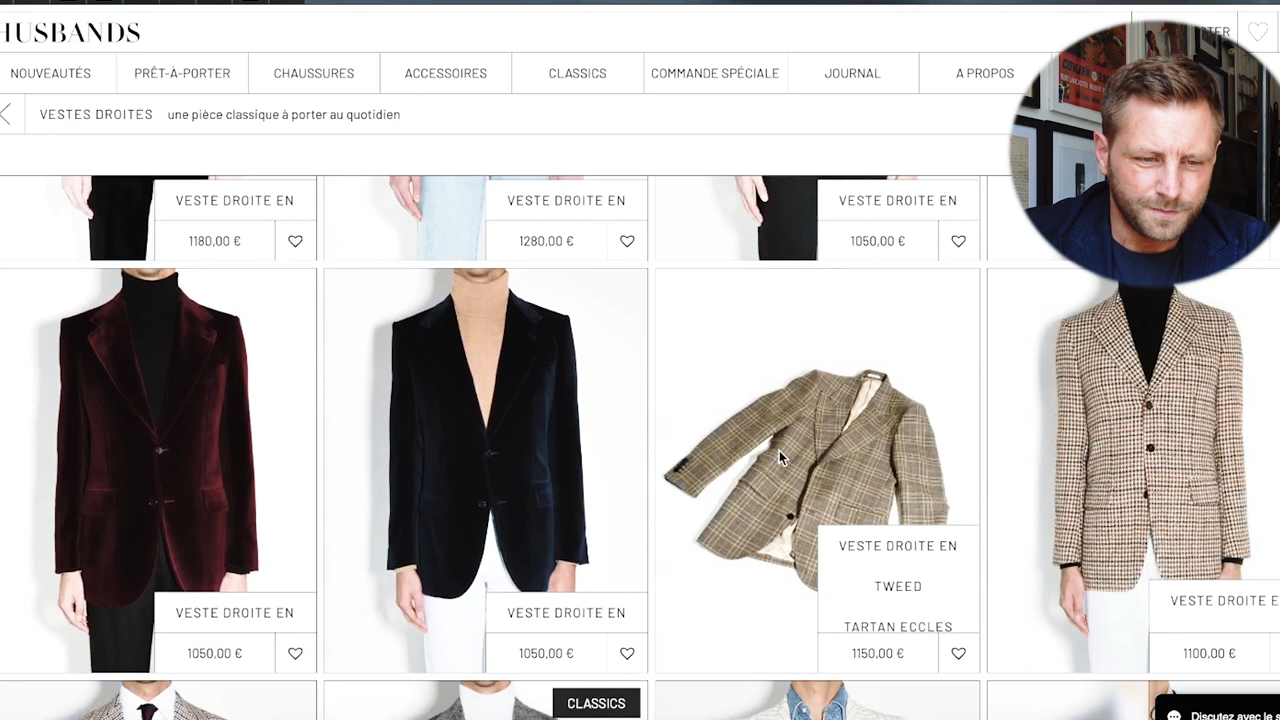 HUSBANDS
NOUVEAUTÉS
PRÊT-À-PORTER
CHAUSSURES
ACCESSOIRES
CLASSICS
COMMANDE SPÉCIALE
JOURNAL
A PROPOS
VESTES DROITES une pièce classique à porter au quotidien
VESTE DROITE EN
1180,00 €
VESTE DROITE EN
1280,00 €
VESTE DROITE EN
1050,00 €
VESTE DROITE EN
1050,00 €
VESTE DROITE EN
1050,00 €
VESTE DROITE EN
TWEED
TARTAN ECCLES
1150,00 €
VESTE DROITE E
1100,00 €
CLASSICS
Discutez avec le